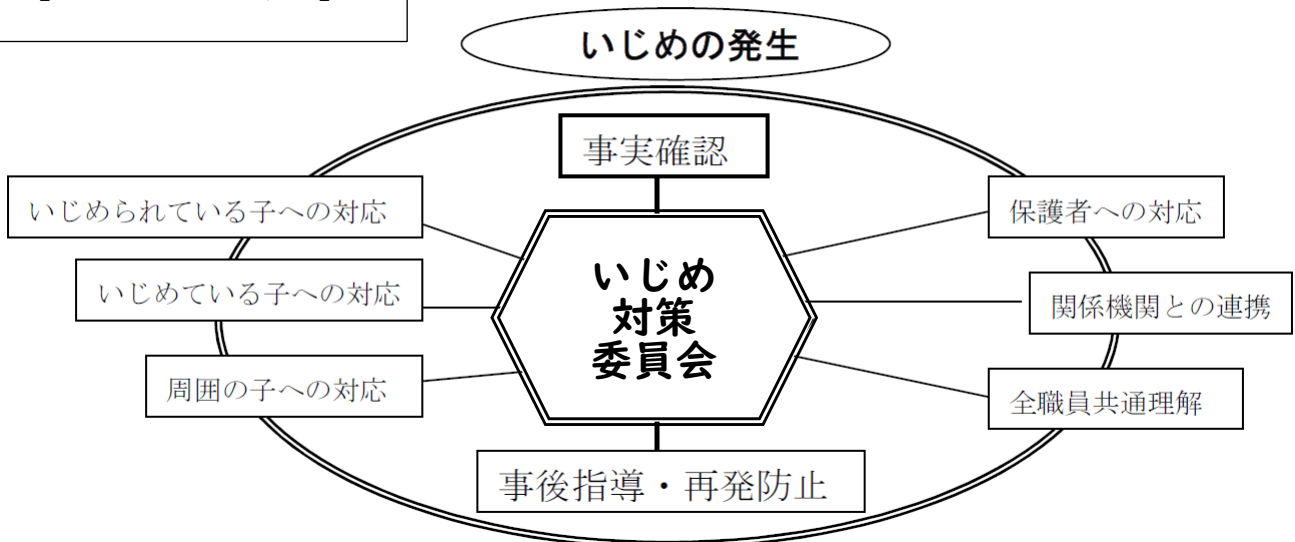 いじめの発生
事実確認
いじめられている子への対応
いじめている子への対応
周囲の子への対応
いじめ
対策
委員会
保護者への対応
関係機関との連携
全職員共通理解
事後指導・再発防止